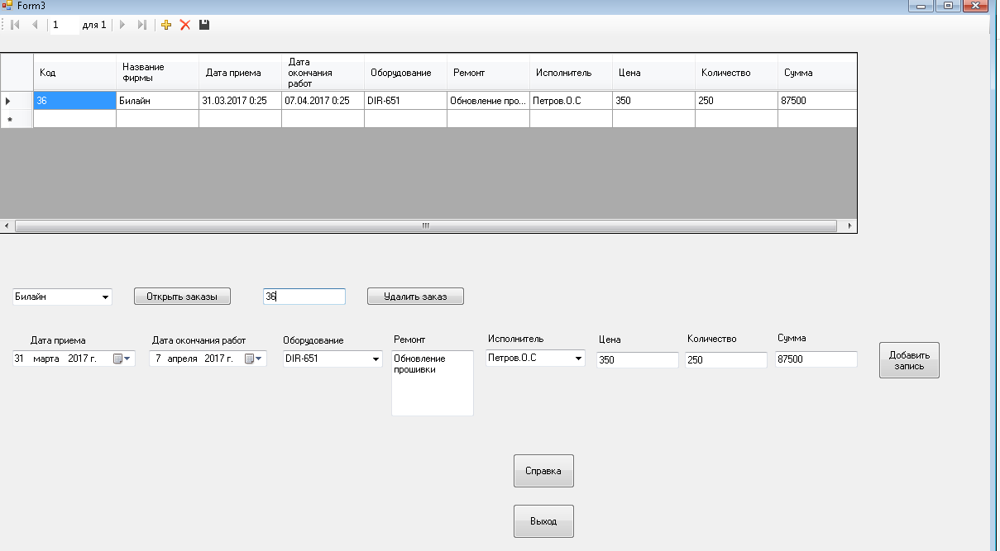 Form3
1 для 1
Код Название фирмы Дата приема Дата окончания работ Оборудование Ремонт Исполнитель Цена Количество Сумма
36 Билайн 31.03.2017 0:25 07.04.2017 0:25 DIR-651 Обновление про... Петров.О.С 350 250 87500
Билайн Открыть заказы 36 Удалить заказ
Дата приема Дата окончания работ Оборудование Ремонт Исполнитель Цена Количество Сумма
31 марта 2017 г. 7 апреля 2017 г. DIR-651 Обновление прошивки Петров.О.С 350 250 87500 Добавить запись
Справка
Выход